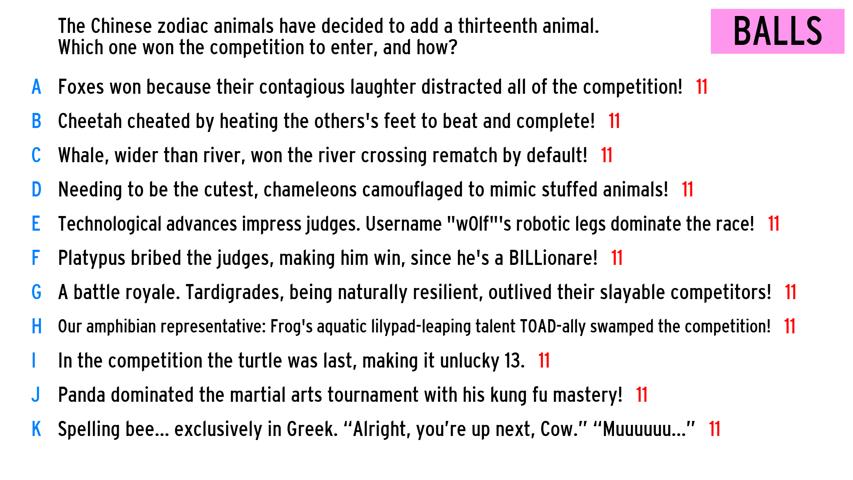 The Chinese zodiac animals have decided to add a thirteenth animal.
Which one won the competition to enter, and how?
BALLS
A Foxes won because their contagious laughter distracted all of the competition! 11
B Cheetah cheated by heating the others's feet to beat and complete! 11
C Whale, wider than river, won the river crossing rematch by default! 11
D Needing to be the cutest, chameleons camouflaged to mimic stuffed animals! 11
E Technological advances impress judges. Username "w0lf"'s robotic legs dominate the race! 11
F Platypus bribed the judges, making him win, since he's a BILLionare! 11
G A battle royale. Tardigrades, being naturally resilient, outlived their slayable competitors! 11
H Our amphibian representative: Frog's aquatic lilypad-leaping talent TOAD-ally swamped the competition! 11
I In the competition the turtle was last, making it unlucky 13. 11
J Panda dominated the martial arts tournament with his kung fu mastery! 11
K Spelling bee... exclusively in Greek. “Alright, you’re up next, Cow.” “Muuuuuu...” 11